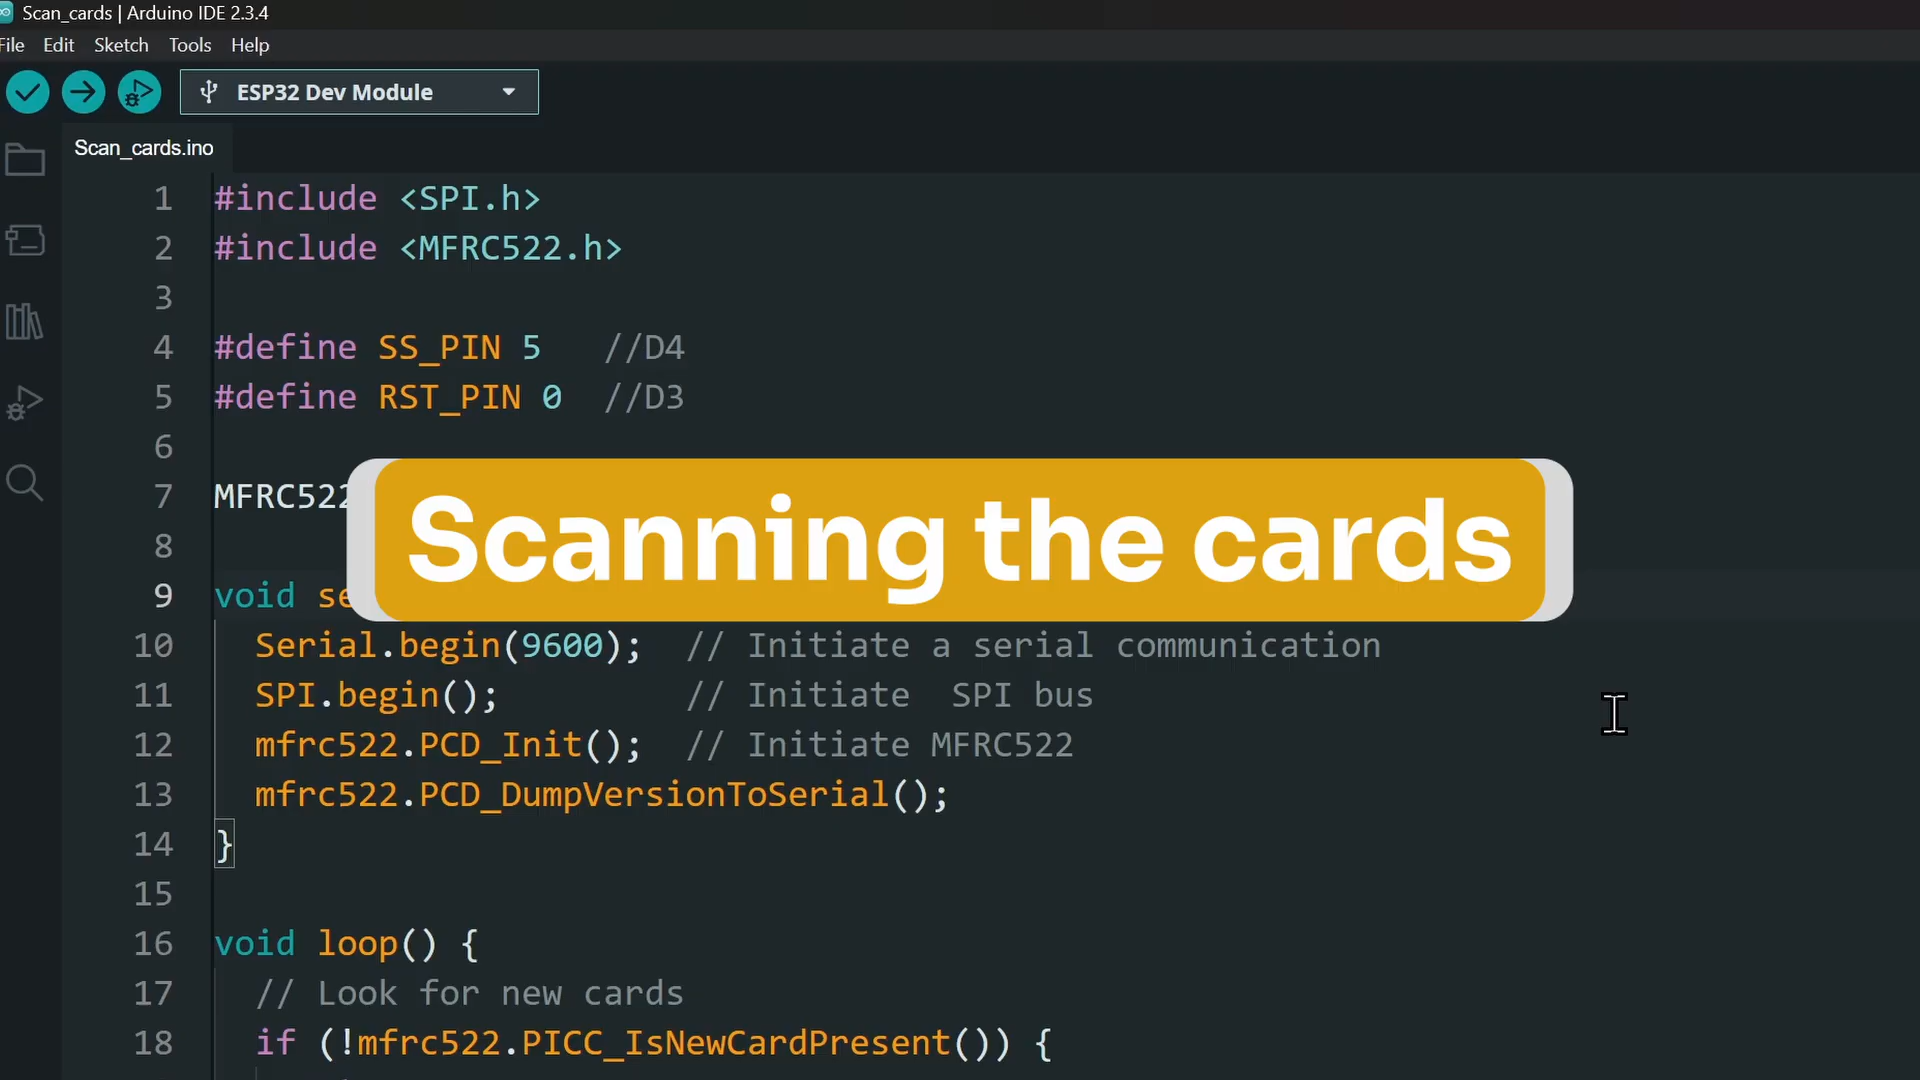 Scan_cards | Arduino IDE 2.3.4
File Edit Sketch Tools Help
ESP32 Dev Module
Scan_cards.ino
1 #include <SPI.h>
2 #include <MFRC522.h>
3
4 #define SS_PIN 5 //D4
5 #define RST_PIN 0 //D3
6
7 MFRC522
Scanning the cards
8
9 void se
10 Serial.begin(9600); // Initiate a serial communication
11 SPI.begin(); // Initiate  SPI bus
12 mfrc522.PCD_Init(); // Initiate MFRC522
13 mfrc522.PCD_DumpVersionToSerial();
14 }
15
16 void loop() {
17 // Look for new cards
18 if (!mfrc522.PICC_IsNewCardPresent()) {